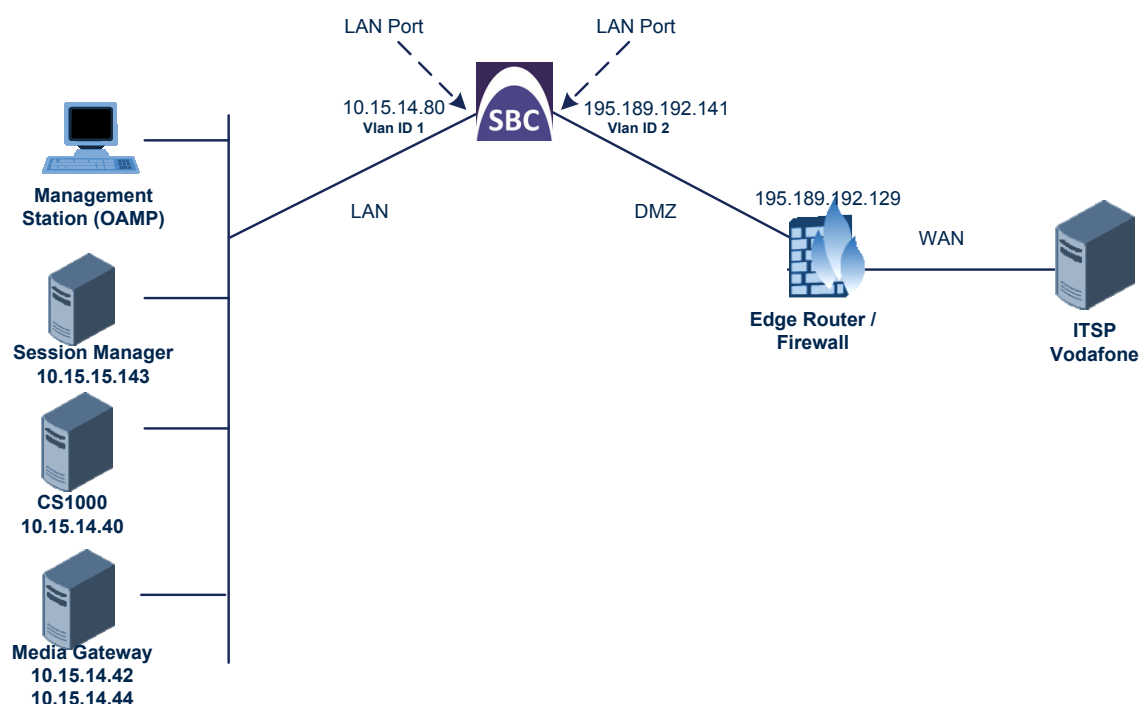 LAN Port
LAN Port
10.15.14.80
Vlan ID 1
SBC
195.189.192.141
Vlan ID 2
Management
Station (OAMP)
LAN
DMZ
195.189.192.129
WAN
Edge Router /
Firewall
ITSP
Vodafone
Session Manager
10.15.15.143
CS1000
10.15.14.40
Media Gateway
10.15.14.42
10.15.14.44